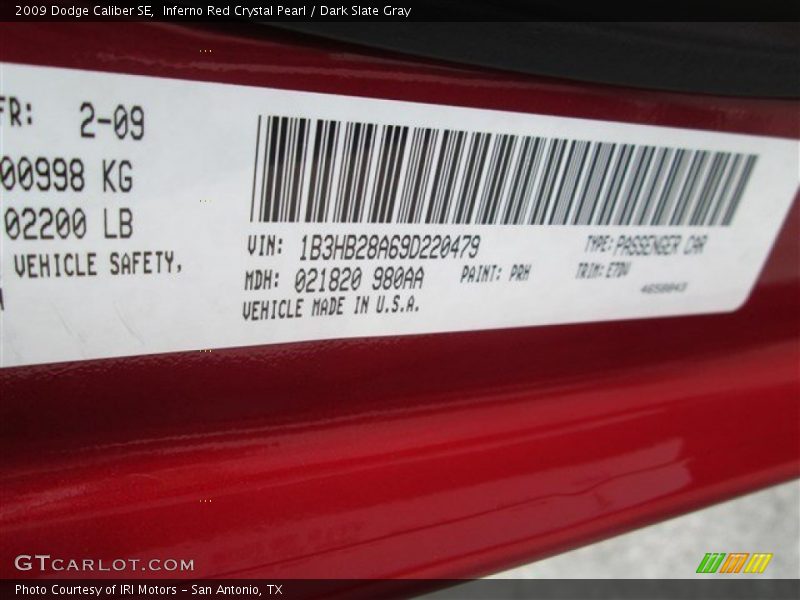 2009 Dodge Caliber SE,  Inferno Red Crystal Pearl / Dark Slate Gray
FR: 2-09
00998 KG
02200 LB
VEHICLE SAFETY,
VIN: 1B3HB28A69D220479 TYPE: PASSENGER CAR
MDH: 021820 980AA PAINT: PRH TRIM: E7DV
VEHICLE MADE IN U.S.A.
GTCARLOT.COM
Photo Courtesy of IRI Motors – San Antonio, TX